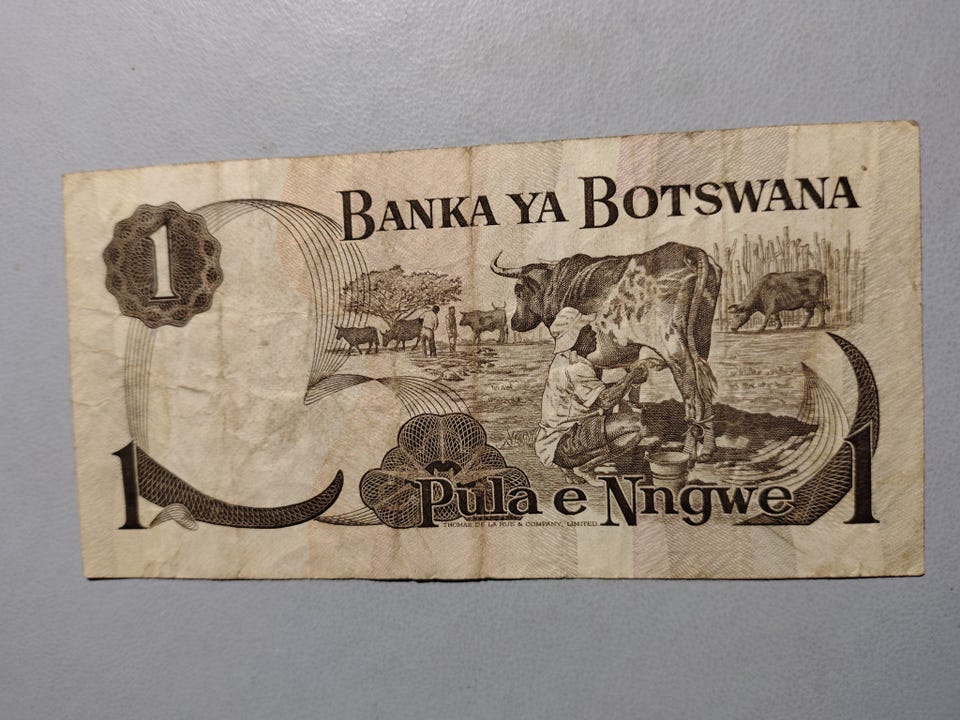 1
BANKA YA BOTSWANA
1
Pula e Nngwe
1
THOMAS DE LA RUE & COMPANY, LIMITED